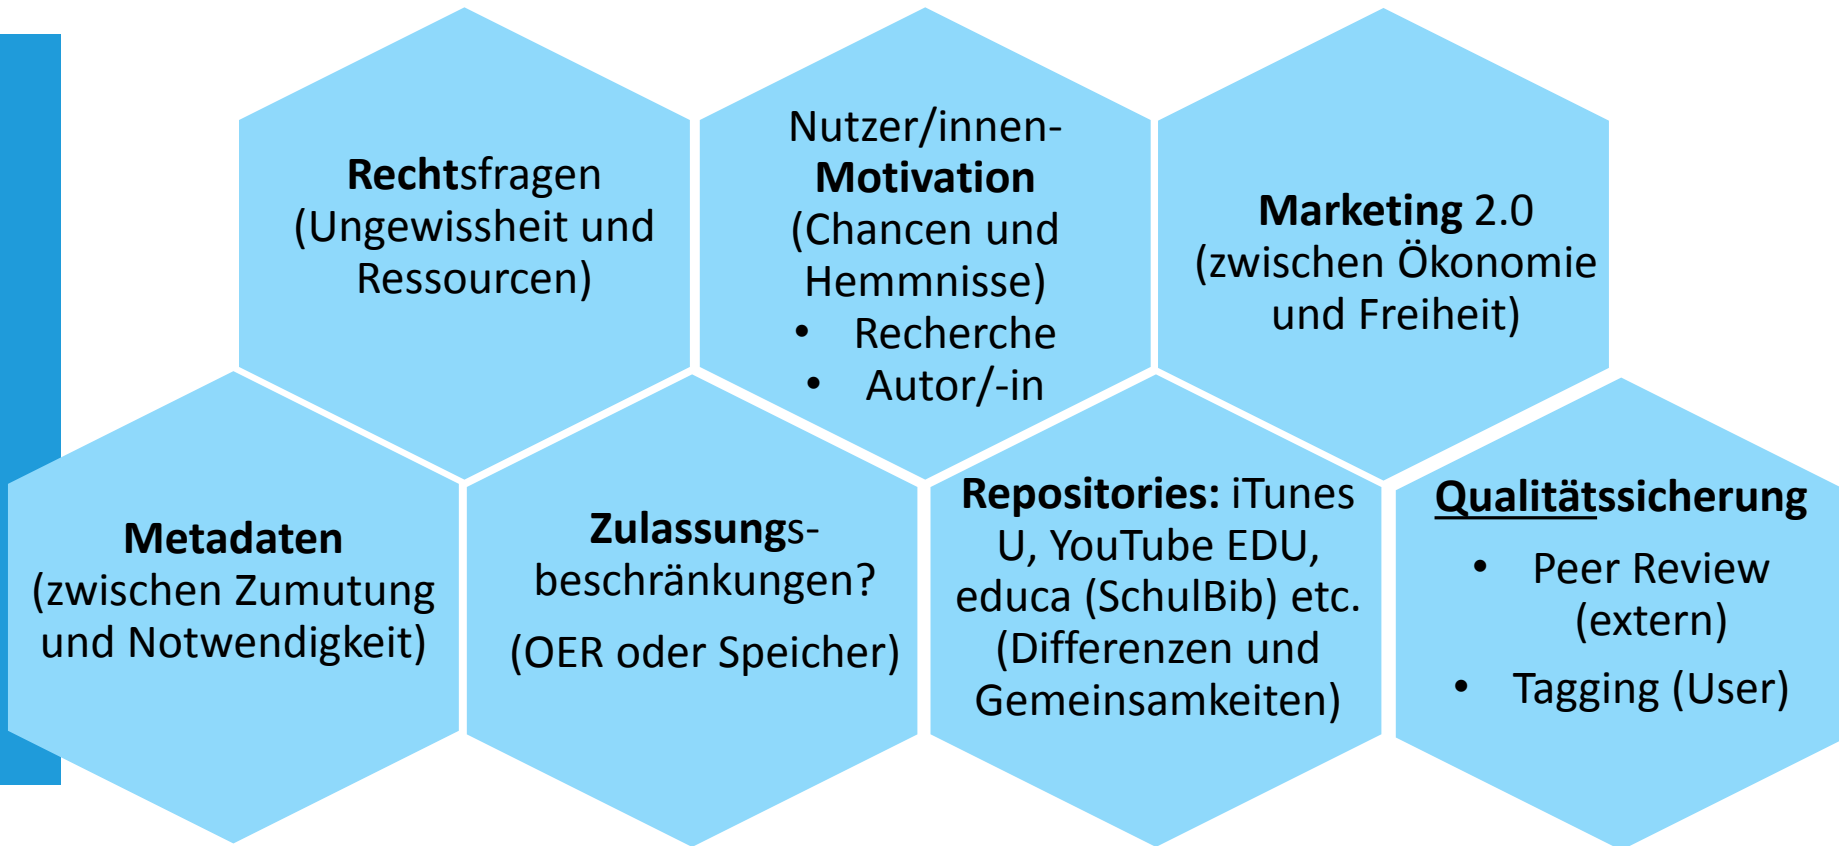 Rechtsfragen
(Ungewissheit und
Ressourcen)
Nutzer/innen-
Motivation
(Chancen und
Hemmnisse)
• Recherche
• Autor/-in
Marketing 2.0
(zwischen Ökonomie
und Freiheit)
Metadaten
(zwischen Zumutung
und Notwendigkeit)
Zulassungs-
beschränkungen?
(OER oder Speicher)
Repositories: iTunes
U, YouTube EDU,
educa (SchulBib) etc.
(Differenzen und
Gemeinsamkeiten)
Qualitätssicherung
• Peer Review
(extern)
• Tagging (User)